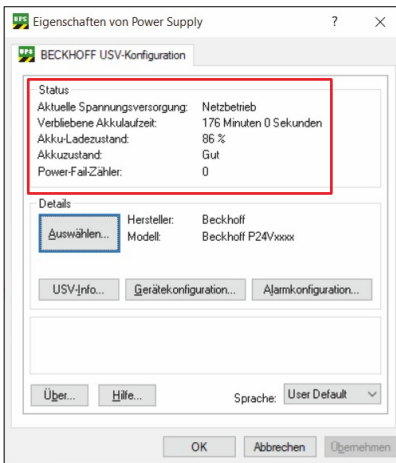 Eigenschaften von Power Supply
BECKHOFF USV-Konfiguration
Status
Aktuelle Spannungsversorgung: Netzbetrieb
Verbliebene Akkulaufzeit: 176 Minuten 0 Sekunden
Akku-Ladezustand: 86 %
Akkuzustand: Gut
Power-Fail-Zähler: 0
Details
Auswählen...
Hersteller: Beckhoff
Modell: Beckhoff P24Vxxxx
USV-Info... Gerätekonfiguration... Alarmkonfiguration...
Über... Hilfe... Sprache: User Default
OK Abbrechen Übernehmen